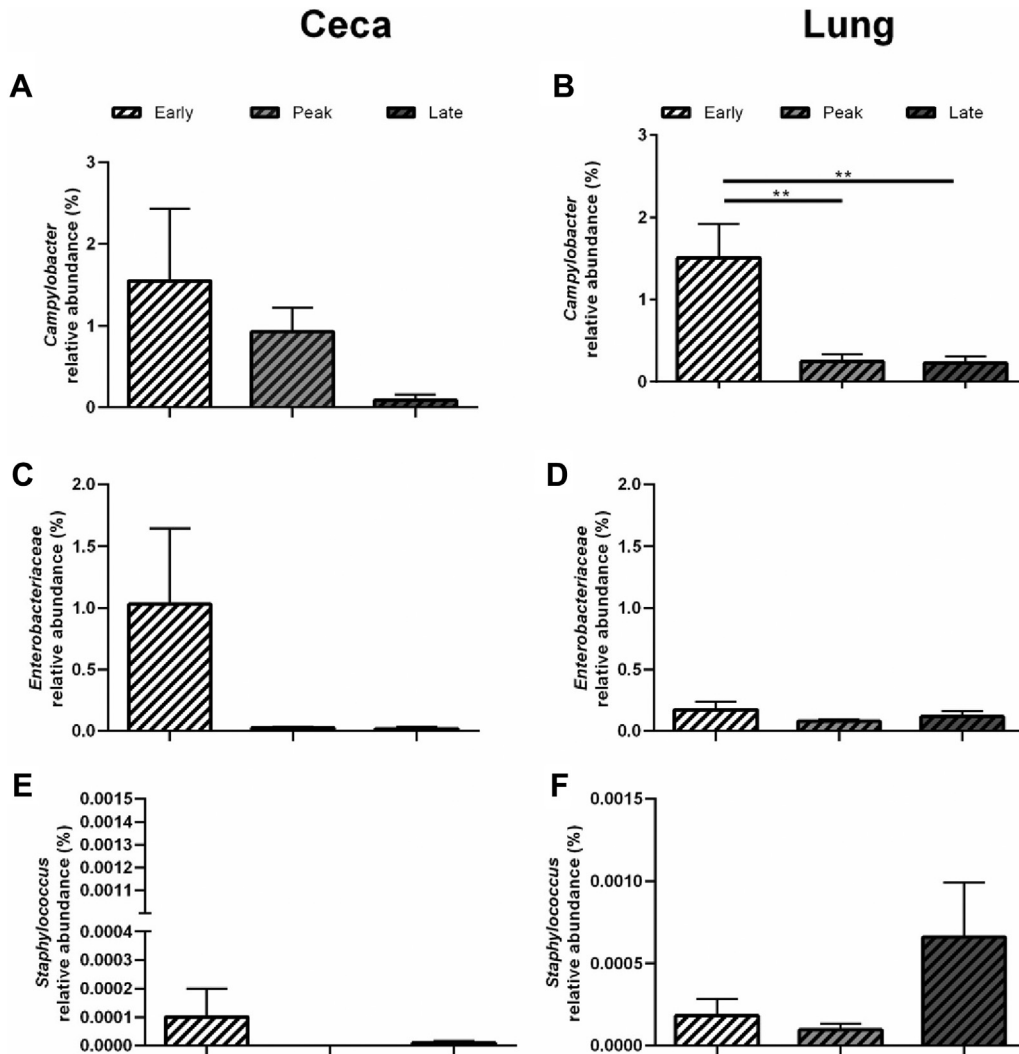 Ceca
Lung
A
Early
Peak
Late
Campylobacter
relative abundance (%)
3
2
1
0
B
Early
Peak
Late
Campylobacter
relative abundance (%)
3
2
1
0
**
**
C
Enterobacteriaceae
relative abundance (%)
2.0
1.5
1.0
0.5
0.0
D
Enterobacteriaceae
relative abundance (%)
2.0
1.5
1.0
0.5
0.0
E
Staphylococcus
relative abundance (%)
0.0015
0.0014
0.0013
0.0012
0.0011
0.0004
0.0003
0.0002
0.0001
0.0000
F
Staphylococcus
relative abundance (%)
0.0015
0.0010
0.0005
0.0000